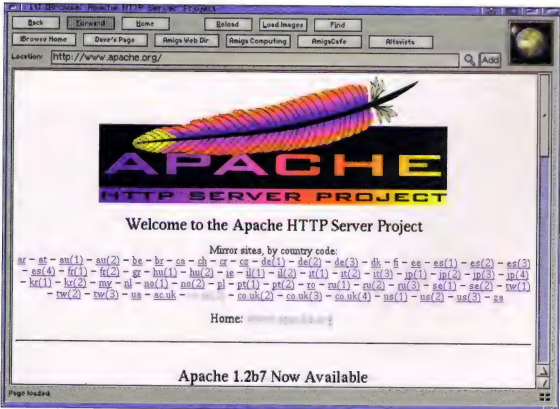 IBrowse: Apache HTTP Server Project
Back Forward Home Reload Load Images Find
IBrowse Home Dave's Page Amiga Web Dir Amiga Computing AmigaCafe Altavista
Location: http://www.apache.org/ Add
APACHE
HTTP SERVER PROJECT
Welcome to the Apache HTTP Server Project
Mirror sites, by country code:
ar - at - au(1) - au(2) - be - br - ca - ch - cr - cz - de(1) - de(2) - de(3) - dk - fi - ee - es(1) - es(2) - es(3)
- es(4) - fr(1) - fr(2) - gr - hu(1) - hu(2) - ie - il(1) - il(2) - it(1) - it(2) - it(3) - jp(1) - jp(2) - jp(3) - jp(4)
- kr(1) - kr(2) - my - nl - no(1) - no(2) - pl - pt(1) - pt(2) - ro - ru(1) - ru(2) - ru(3) - se(1) - se(2) - tw(1)
- tw(2) - tw(3) - ua - ac.uk - - co.uk(2) - co.uk(3) - co.uk(4) - us(1) - us(2) - us(3) - za
Home:
Apache 1.2b7 Now Available
Page loaded.